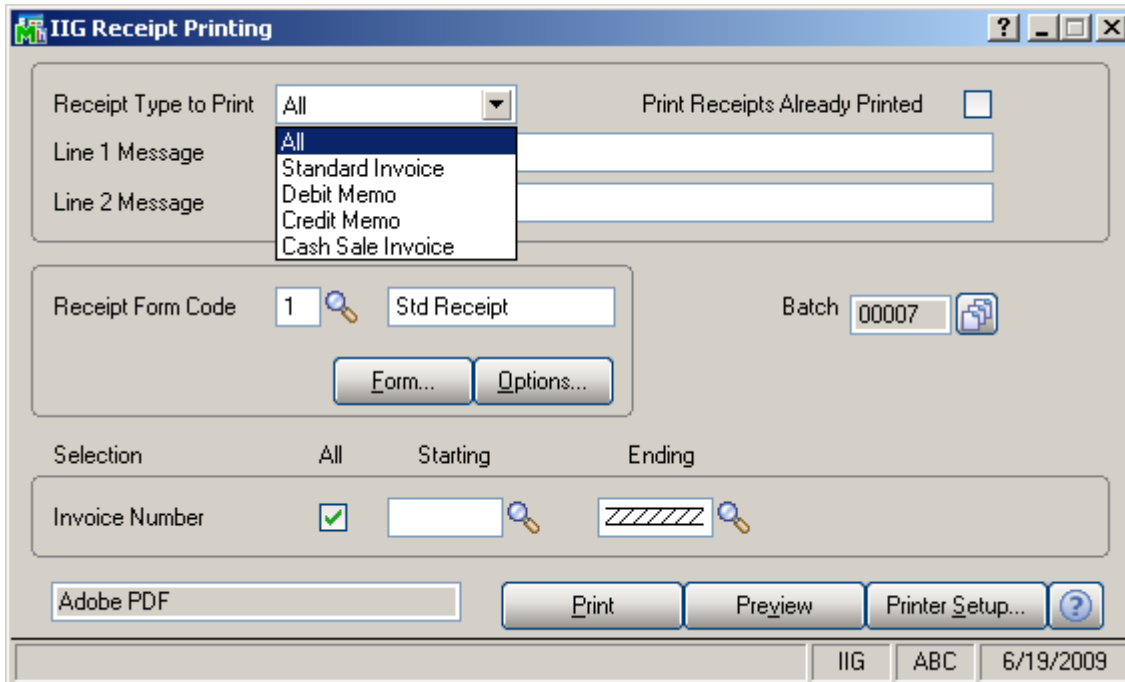 IIG Receipt Printing
Receipt Type to Print All Print Receipts Already Printed
All
Line 1 Message
Standard Invoice
Debit Memo
Line 2 Message
Credit Memo
Cash Sale Invoice
Receipt Form Code 1 Std Receipt Batch 00007
Form... Options...
Selection All Starting Ending
Invoice Number ZZZZZZZ
Adobe PDF Print Preview Printer Setup...
IIG ABC 6/19/2009